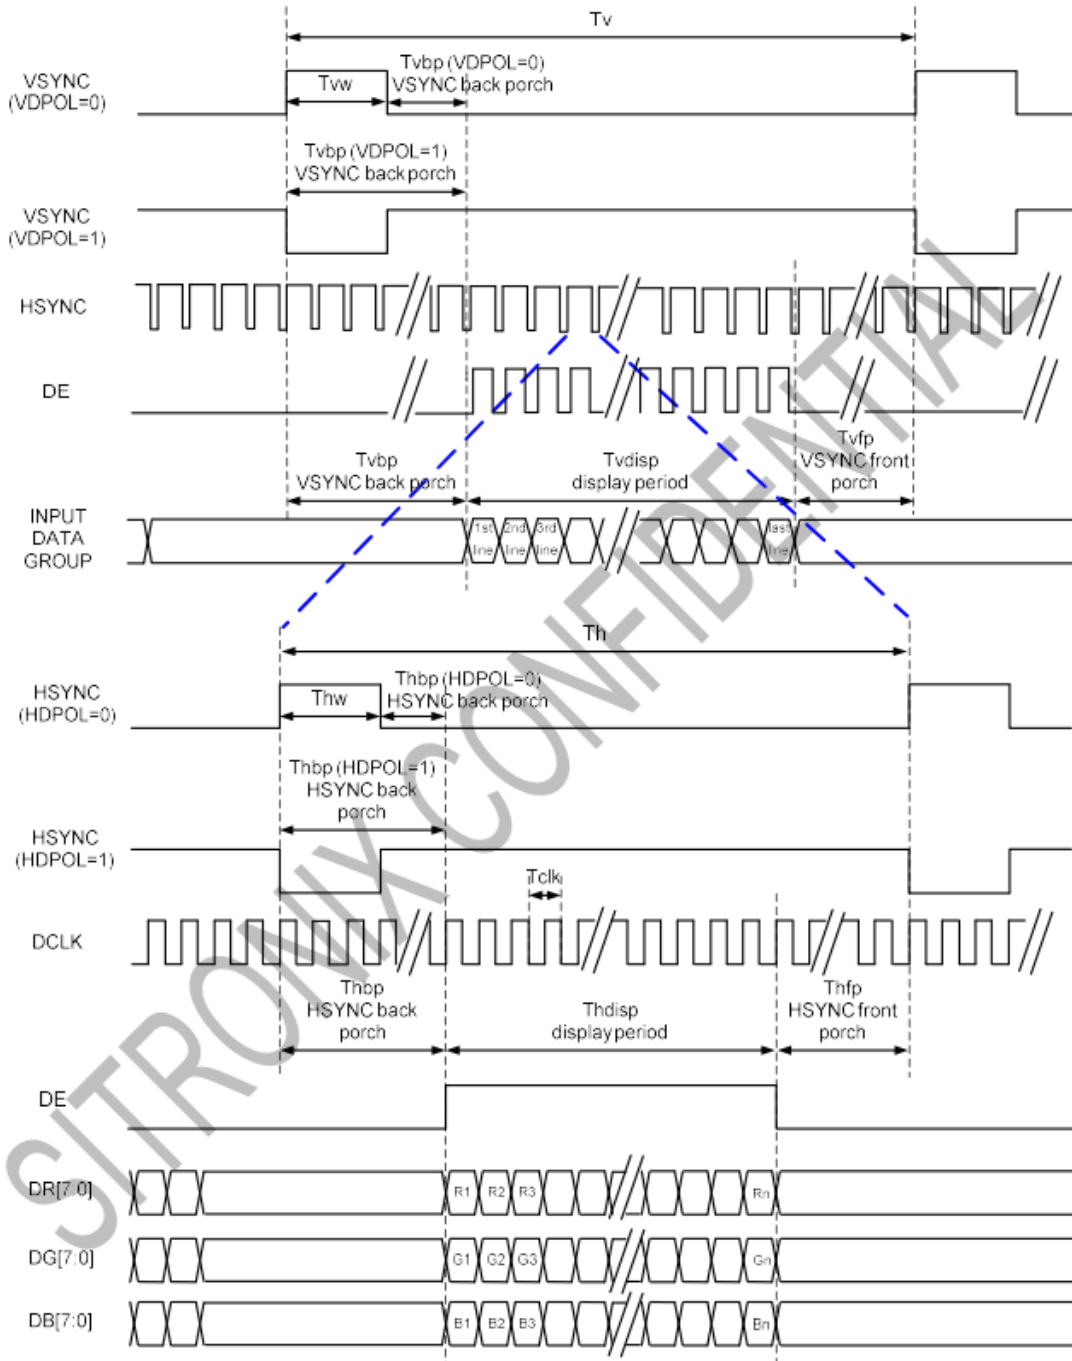 Tv
VSYNC
(VDPOL=0)
Tvw
Tvbp (VDPOL=0)
VSYNC back porch
Tvbp (VDPOL=1)
VSYNC back porch
VSYNC
(VDPOL=1)
HSYNC
DE
Tvbp
VSYNC back porch
Tvdisp
display period
Tvfp
VSYNC front
porch
INPUT
DATA
GROUP
1st
line
2nd
line
3rd
line
last
line
Th
HSYNC
(HDPOL=0)
Thw
Thbp (HDPOL=0)
HSYNC back porch
Thbp (HDPOL=1)
HSYNC back
porch
HSYNC
(HDPOL=1)
Tclk
DCLK
Thbp
HSYNC back
porch
Thdisp
display period
Thfp
HSYNC front
porch
DE
DR[7:0]
R1 R2 R3 Rn
DG[7:0]
G1 G2 G3 Gn
DB[7:0]
B1 B2 B3 Bn
SITRONIX CONFIDENTIAL